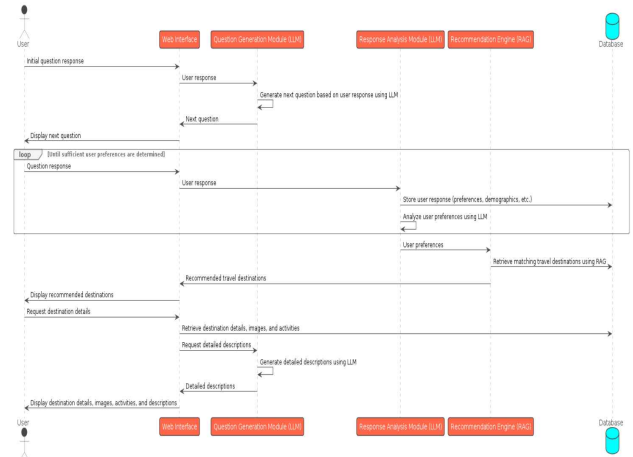 User
Web Interface
Question Generation Module (LLM)
Response Analysis Module (LLM)
Recommendation Engine (RAG)
Database
Initial question response
User response
Generate next question based on user response using LLM
Next question
Display next question
loop [Until sufficient user preferences are determined]
Question response
User response
Store user response (preferences, demographics, etc.)
Analyze user preferences using LLM
User preferences
Retrieve matching travel destinations using RAG
Recommended travel destinations
Display recommended destinations
Request destination details
Retrieve destination details, images, and activities
Request detailed descriptions
Generate detailed descriptions using LLM
Detailed descriptions
Display destination details, images, activities, and descriptions
User
Web Interface
Question Generation Module (LLM)
Response Analysis Module (LLM)
Recommendation Engine (RAG)
Database